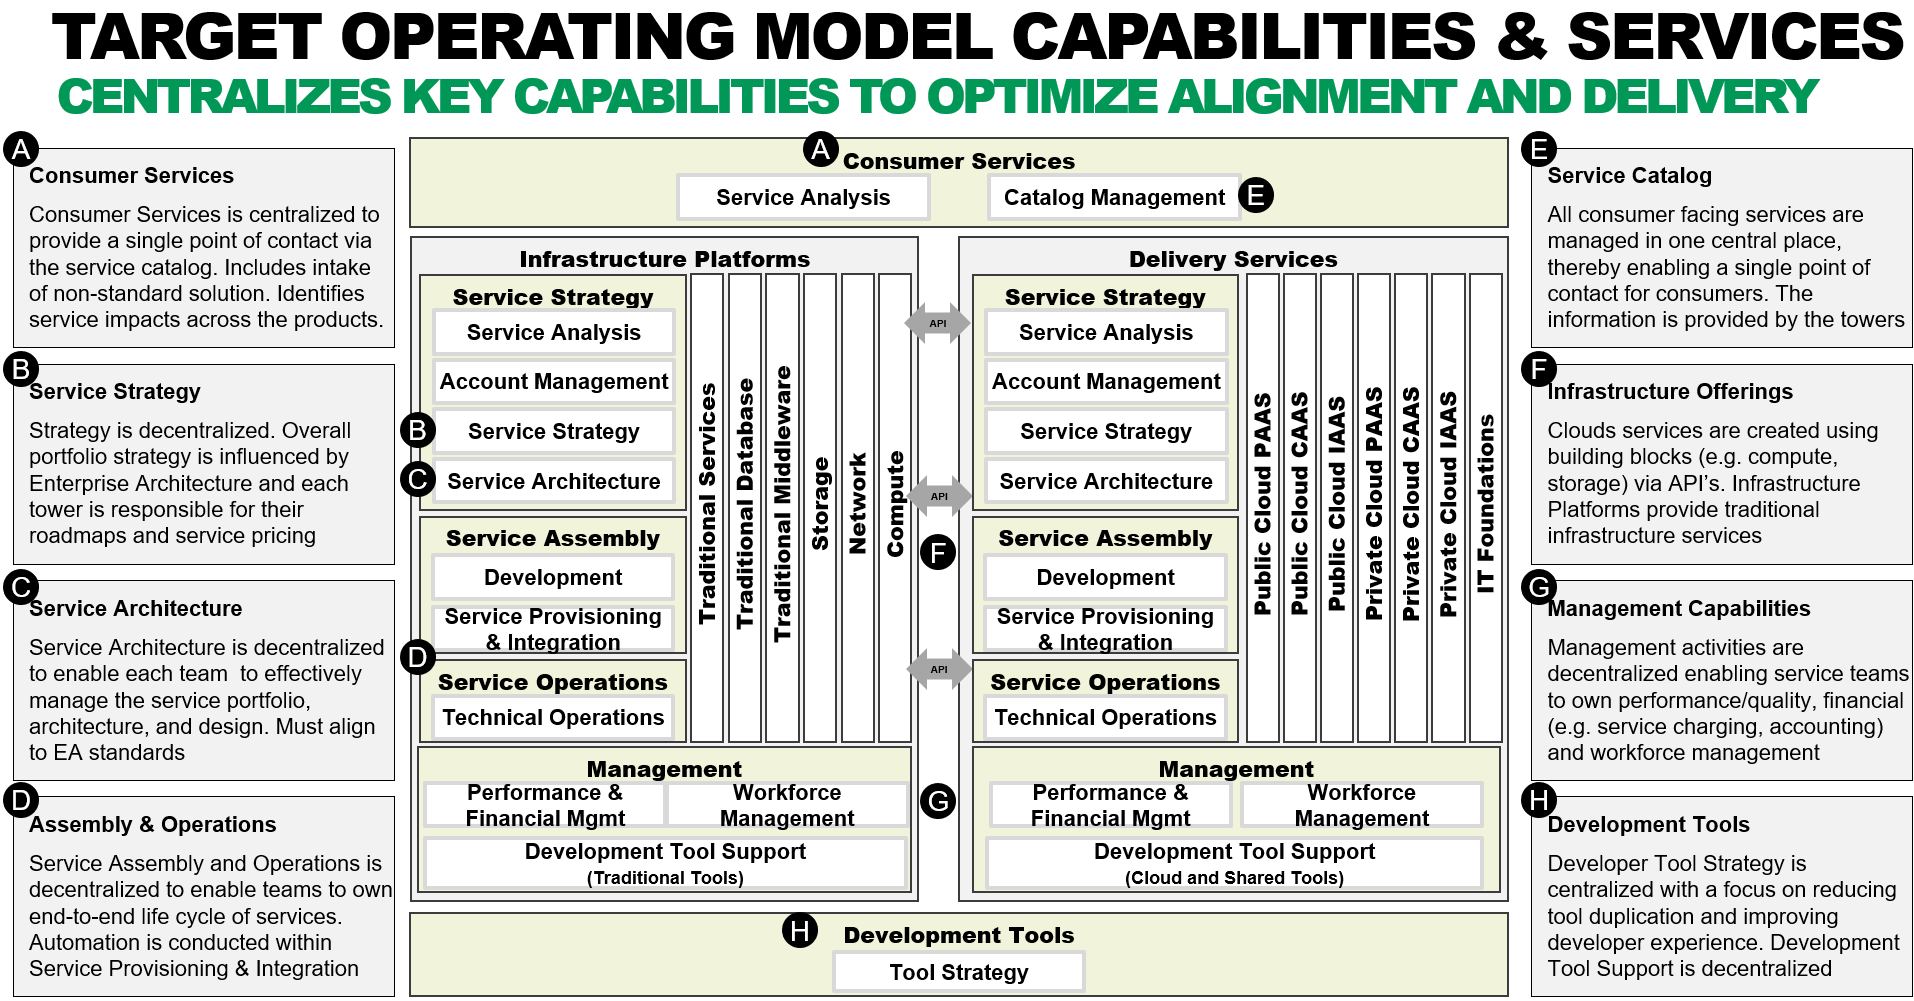 TARGET OPERATING MODEL CAPABILITIES & SERVICES
CENTRALIZES KEY CAPABILITIES TO OPTIMIZE ALIGNMENT AND DELIVERY
A
Consumer Services
Consumer Services is centralized to
provide a single point of contact via
the service catalog. Includes intake
of non-standard solution. Identifies
service impacts across the products.
B
Service Strategy
Strategy is decentralized. Overall
portfolio strategy is influenced by
Enterprise Architecture and each
tower is responsible for their
roadmaps and service pricing
C
Service Architecture
Service Architecture is decentralized
to enable each team  to effectively
manage the service portfolio,
architecture, and design. Must align
to EA standards
D
Assembly & Operations
Service Assembly and Operations is
decentralized to enable teams to own
end-to-end life cycle of services.
Automation is conducted within
Service Provisioning & Integration
A
Consumer Services
Service Analysis
Catalog Management
E
Infrastructure Platforms
Service Strategy
Service Analysis
Account Management
B
Service Strategy
C
Service Architecture
Service Assembly
Development
Service Provisioning
& Integration
D
Service Operations
Technical Operations
Traditional Services
Traditional Database
Traditional Middleware
Storage
Network
Compute
Management
Performance &
Financial Mgmt
Workforce
Management
Development Tool Support
(Traditional Tools)
API
API
F
API
G
Delivery Services
Service Strategy
Service Analysis
Account Management
Service Strategy
Service Architecture
Service Assembly
Development
Service Provisioning
& Integration
Service Operations
Technical Operations
Public Cloud PAAS
Public Cloud CAAS
Public Cloud IAAS
Private Cloud PAAS
Private Cloud CAAS
Private Cloud IAAS
IT Foundations
Management
Performance &
Financial Mgmt
Workforce
Management
Development Tool Support
(Cloud and Shared Tools)
H
Development Tools
Tool Strategy
E
Service Catalog
All consumer facing services are
managed in one central place,
thereby enabling a single point of
contact for consumers. The
information is provided by the towers
F
Infrastructure Offerings
Clouds services are created using
building blocks (e.g. compute,
storage) via API’s. Infrastructure
Platforms provide traditional
infrastructure services
G
Management Capabilities
Management activities are
decentralized enabling service teams
to own performance/quality, financial
(e.g. service charging, accounting)
and workforce management
H
Development Tools
Developer Tool Strategy is
centralized with a focus on reducing
tool duplication and improving
developer experience. Development
Tool Support is decentralized